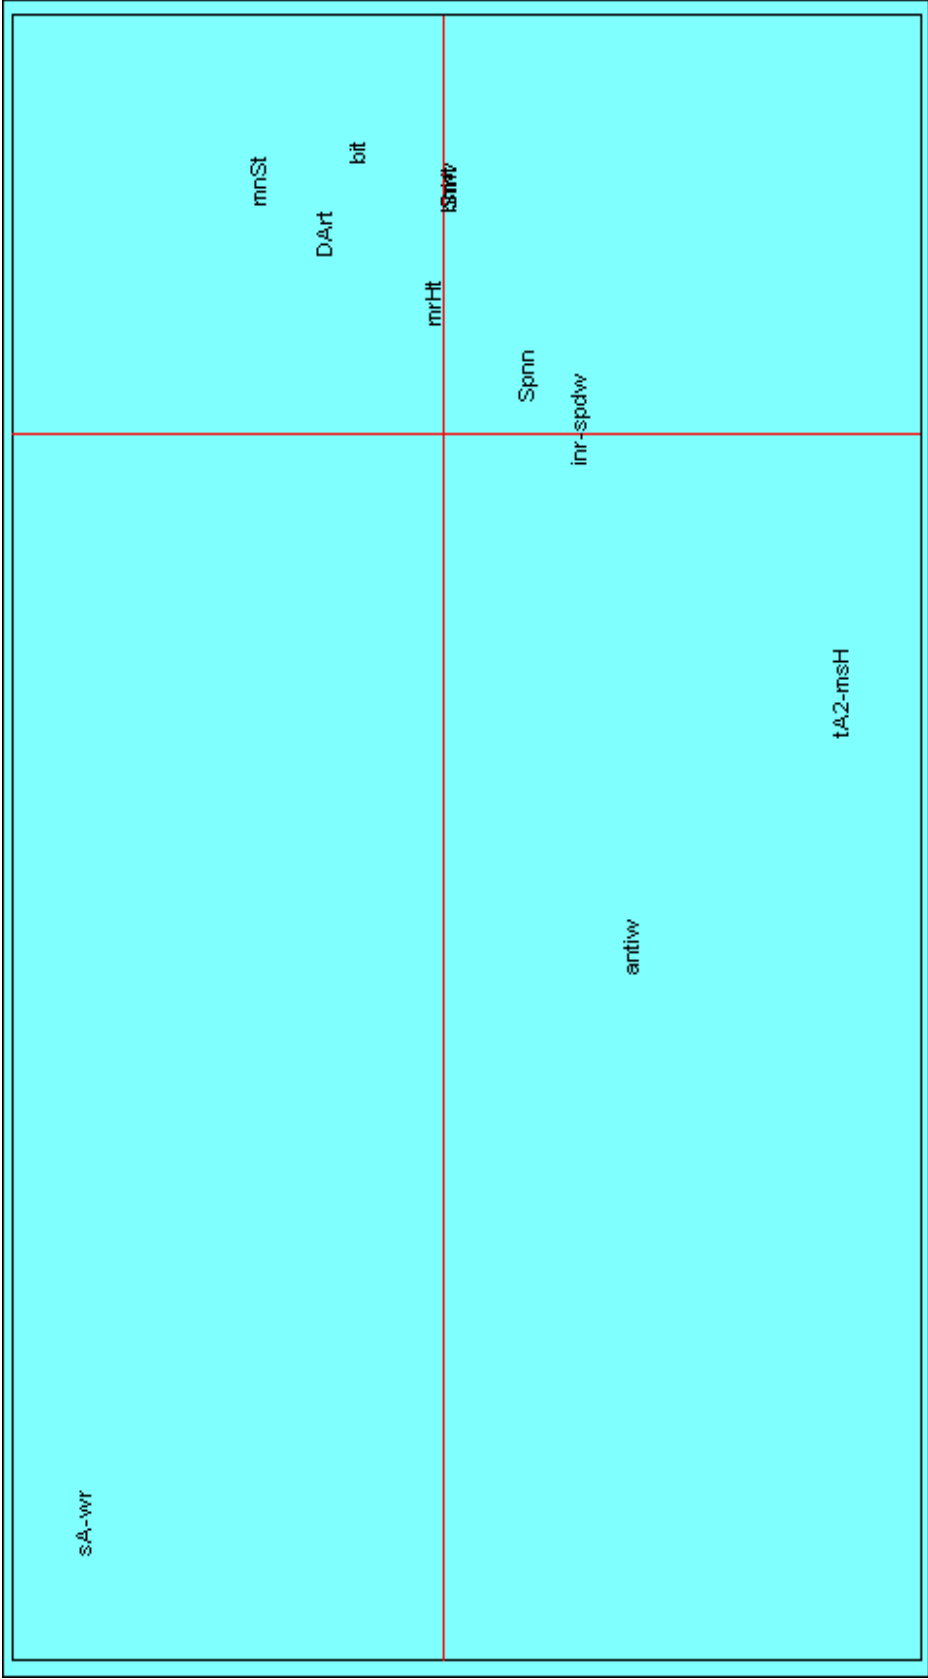 mnSt
bit
DArt
mrHt
Spnn
inr-spdw
tA2-msH
antiw
sA-wr